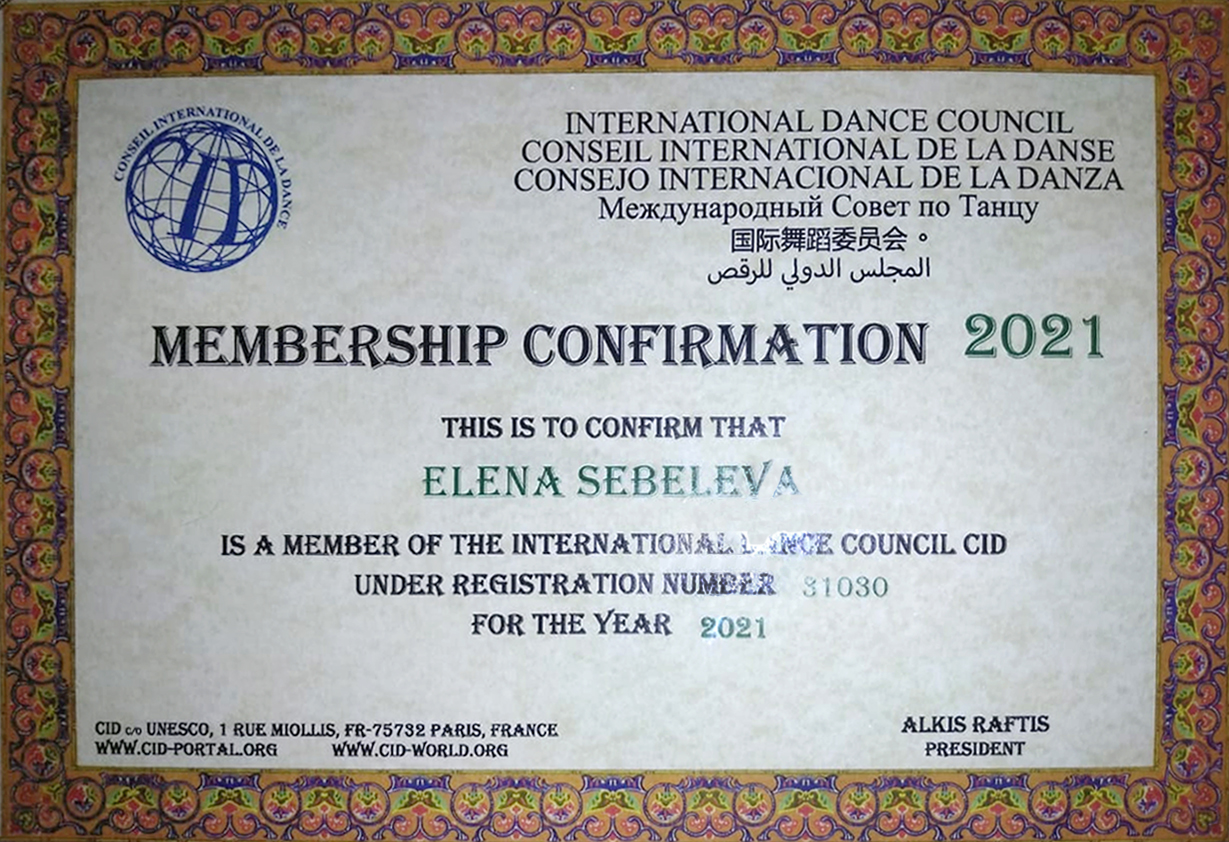 CONSEIL INTERNATIONAL DE LA DANCE
CID
INTERNATIONAL DANCE COUNCIL
CONSEIL INTERNATIONAL DE LA DANSE
CONSEJO INTERNACIONAL DE LA DANZA
Международный Совет по Танцу
国际舞蹈委员会。
المجلس الدولي للرقص
MEMBERSHIP CONFIRMATION 2021
THIS IS TO CONFIRM THAT
ELENA SEBELEVA
IS A MEMBER OF THE INTERNATIONAL DANCE COUNCIL CID
UNDER REGISTRATION NUMBER 31030
FOR THE YEAR 2021
CID c/o UNESCO, 1 RUE MIOLLIS, FR-75732 PARIS, FRANCE
WWW.CID-PORTAL.ORG WWW.CID-WORLD.ORG
ALKIS RAFTIS
PRESIDENT